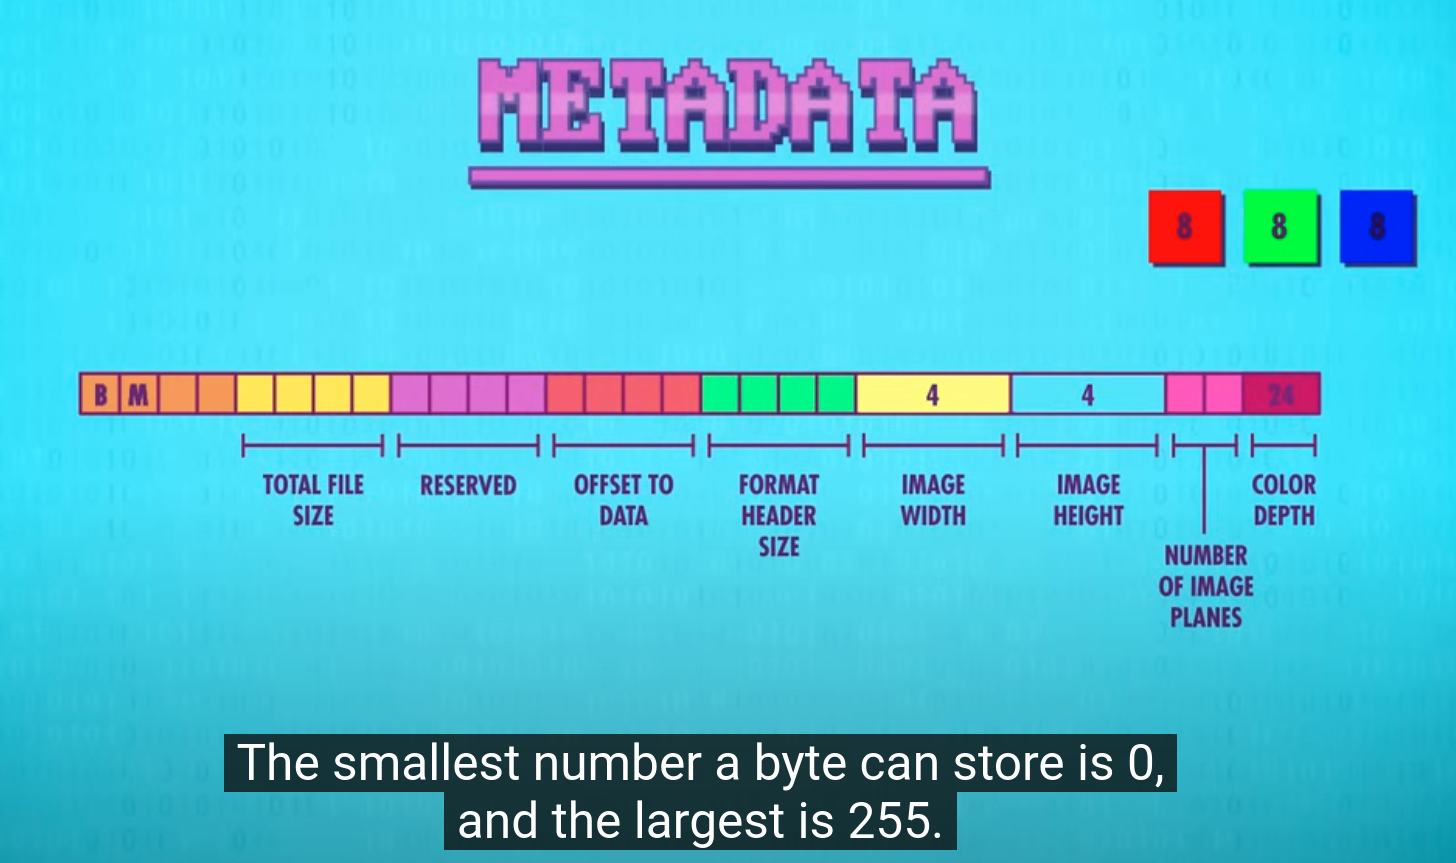 METADATA
8 8 8
B M 4 4 24
TOTAL FILE
SIZE
RESERVED
OFFSET TO
DATA
FORMAT
HEADER
SIZE
IMAGE
WIDTH
IMAGE
HEIGHT
NUMBER
OF IMAGE
PLANES
COLOR
DEPTH
The smallest number a byte can store is 0,
and the largest is 255.